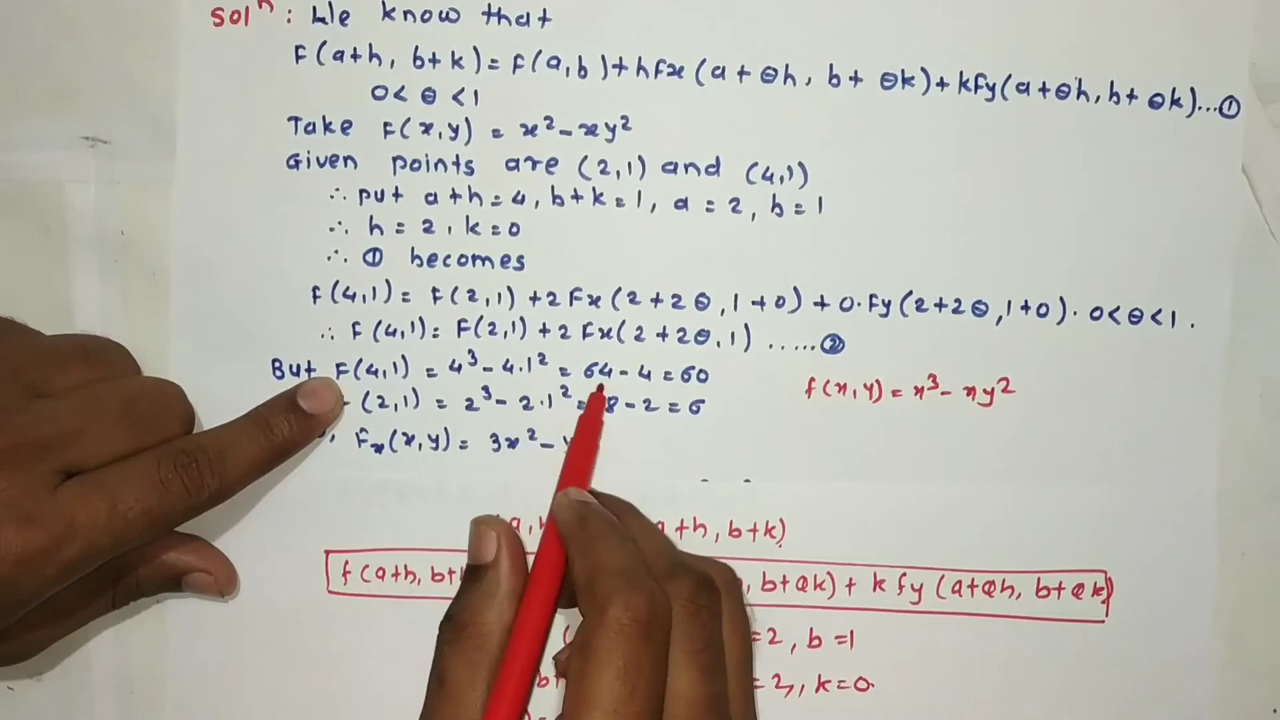 Solⁿ : We know that
F(a+h, b+k) = F(a,b)+hFx(a+θh, b+θk)+kFy(a+θh, b+θk)...①
0<θ<1
Take F(x,y) = x²-xy²
Given points are (2,1) and (4,1)
∴ put a+h=4, b+k=1, a=2, b=1
∴ h=2, k=0
∴ ① becomes
F(4,1) = F(2,1)+2Fx(2+2θ,1+0)+0.Fy(2+2θ,1+0). 0<θ<1.
∴ F(4,1) = F(2,1)+2Fx(2+2θ,1) .....②
But F(4,1) = 4³-4.1² = 64-4=60
(2,1) = 2³-2.1² = 8-2=6
f(x,y) = x³-xy²
Fx(x,y) = 3x²-
a+h, b+k)
f(a+h, b+ , b+θk)+k fy (a+θh, b+θk)
=2, b=1
=2, k=0.